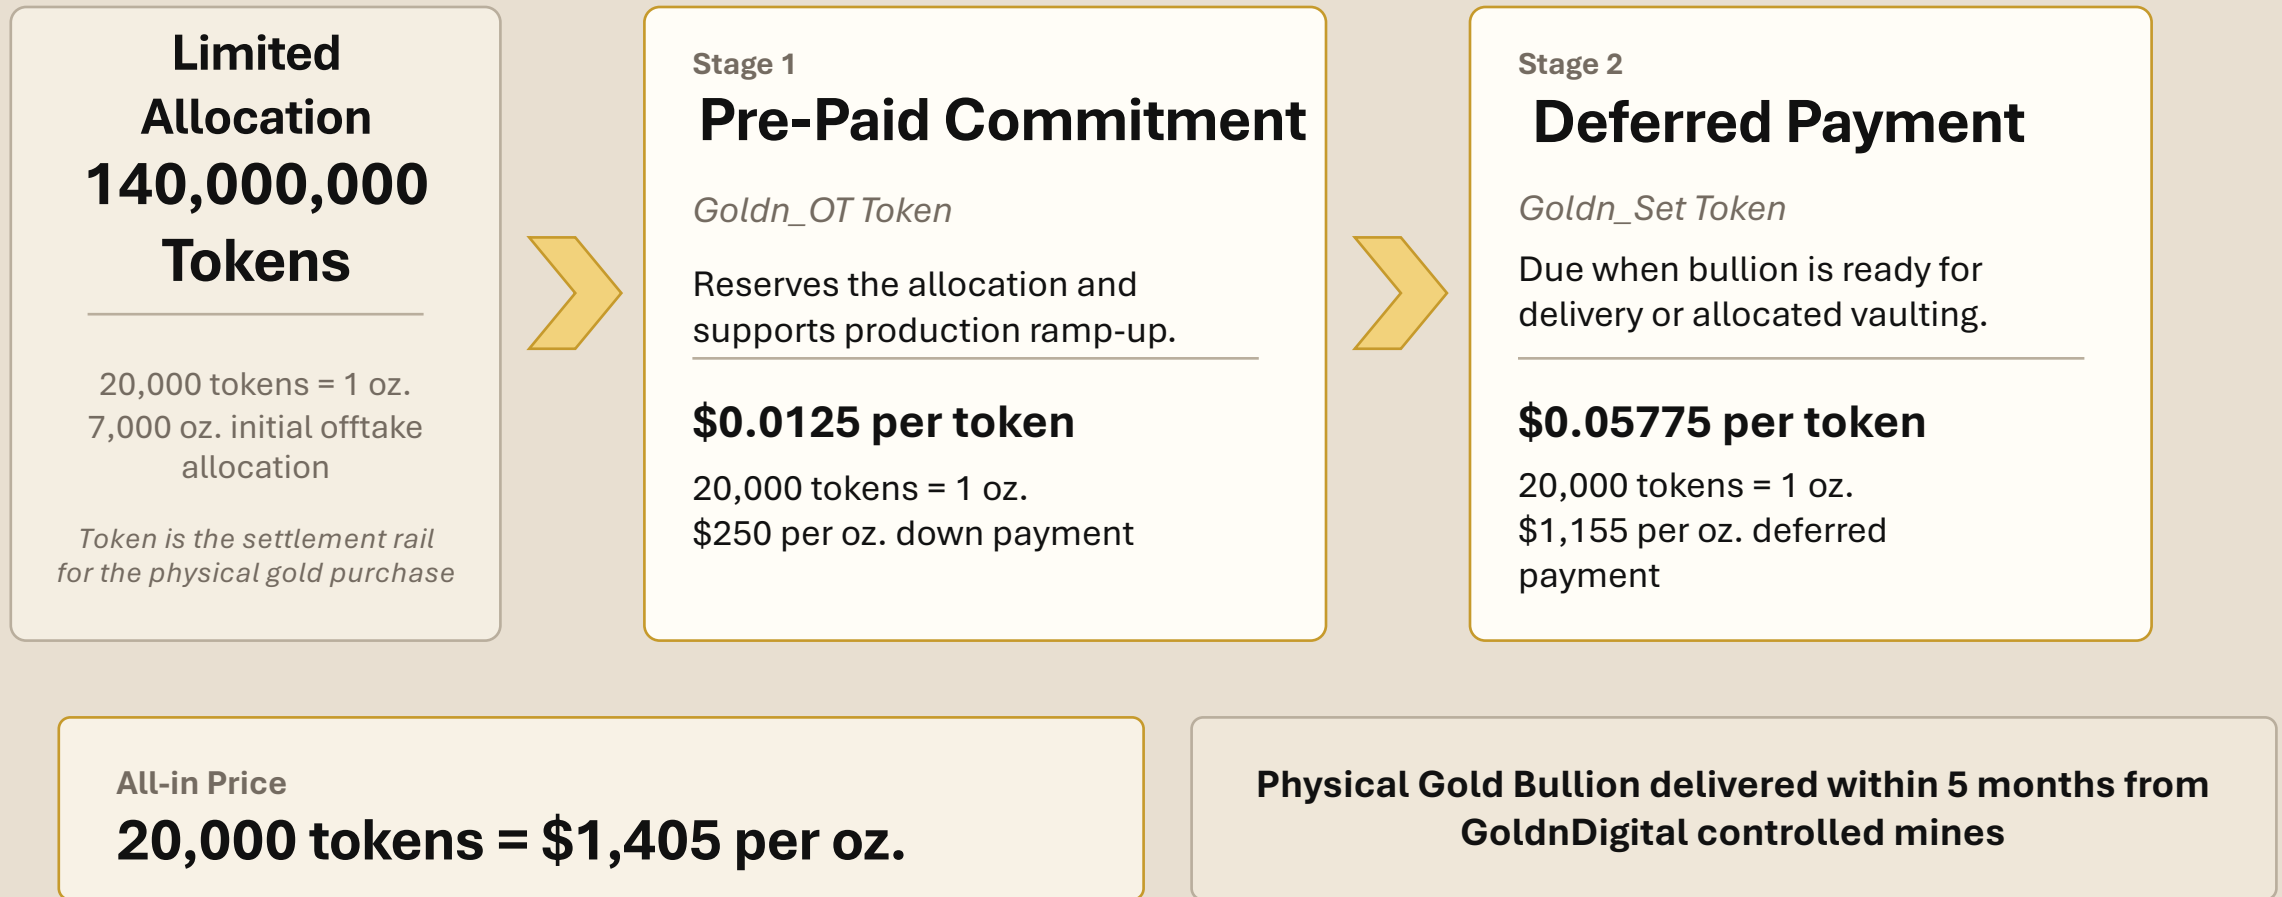 Limited
Allocation
140,000,000
Tokens
20,000 tokens = 1 oz.
7,000 oz. initial offtake
allocation
Token is the settlement rail
for the physical gold purchase
Stage 1
Pre-Paid Commitment
Goldn_OT Token
Reserves the allocation and
supports production ramp-up.
$0.0125 per token
20,000 tokens = 1 oz.
$250 per oz. down payment
Stage 2
Deferred Payment
Goldn_Set Token
Due when bullion is ready for
delivery or allocated vaulting.
$0.05775 per token
20,000 tokens = 1 oz.
$1,155 per oz. deferred
payment
All-in Price
20,000 tokens = $1,405 per oz.
Physical Gold Bullion delivered within 5 months from
GoldnDigital controlled mines